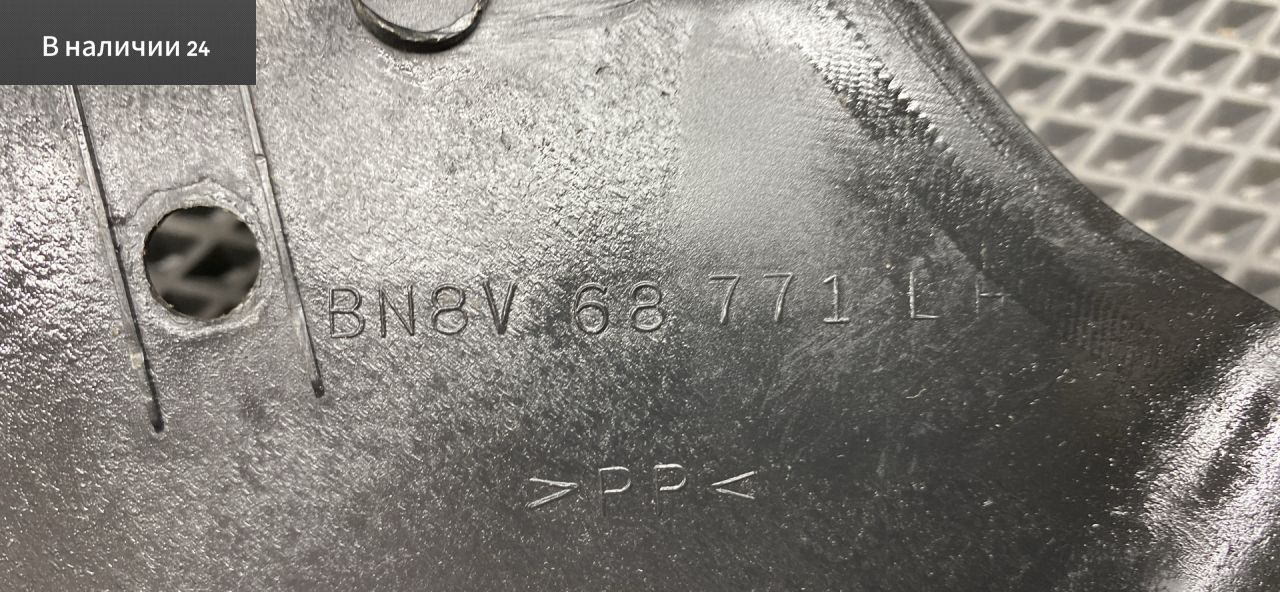 В наличии 24
BN8V 68 771 LH
>PP<